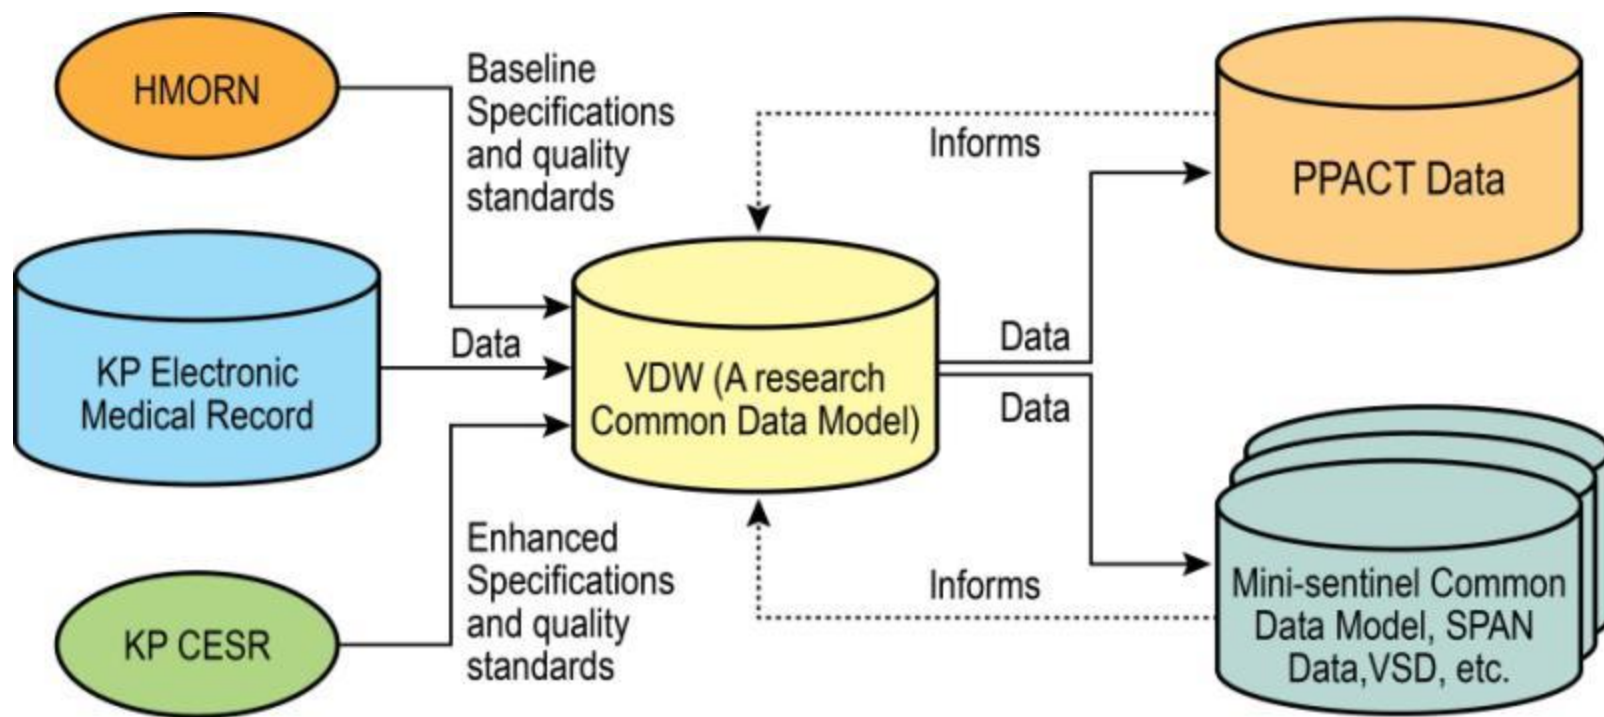 HMORN
Baseline
Specifications
and quality
standards
Informs
PPACT Data
KP Electronic
Medical Record
Data
VDW (A research
Common Data Model)
Data
Data
KP CESR
Enhanced
Specifications
and quality
standards
Informs
Mini-sentinel Common
Data Model, SPAN
Data,VSD, etc.